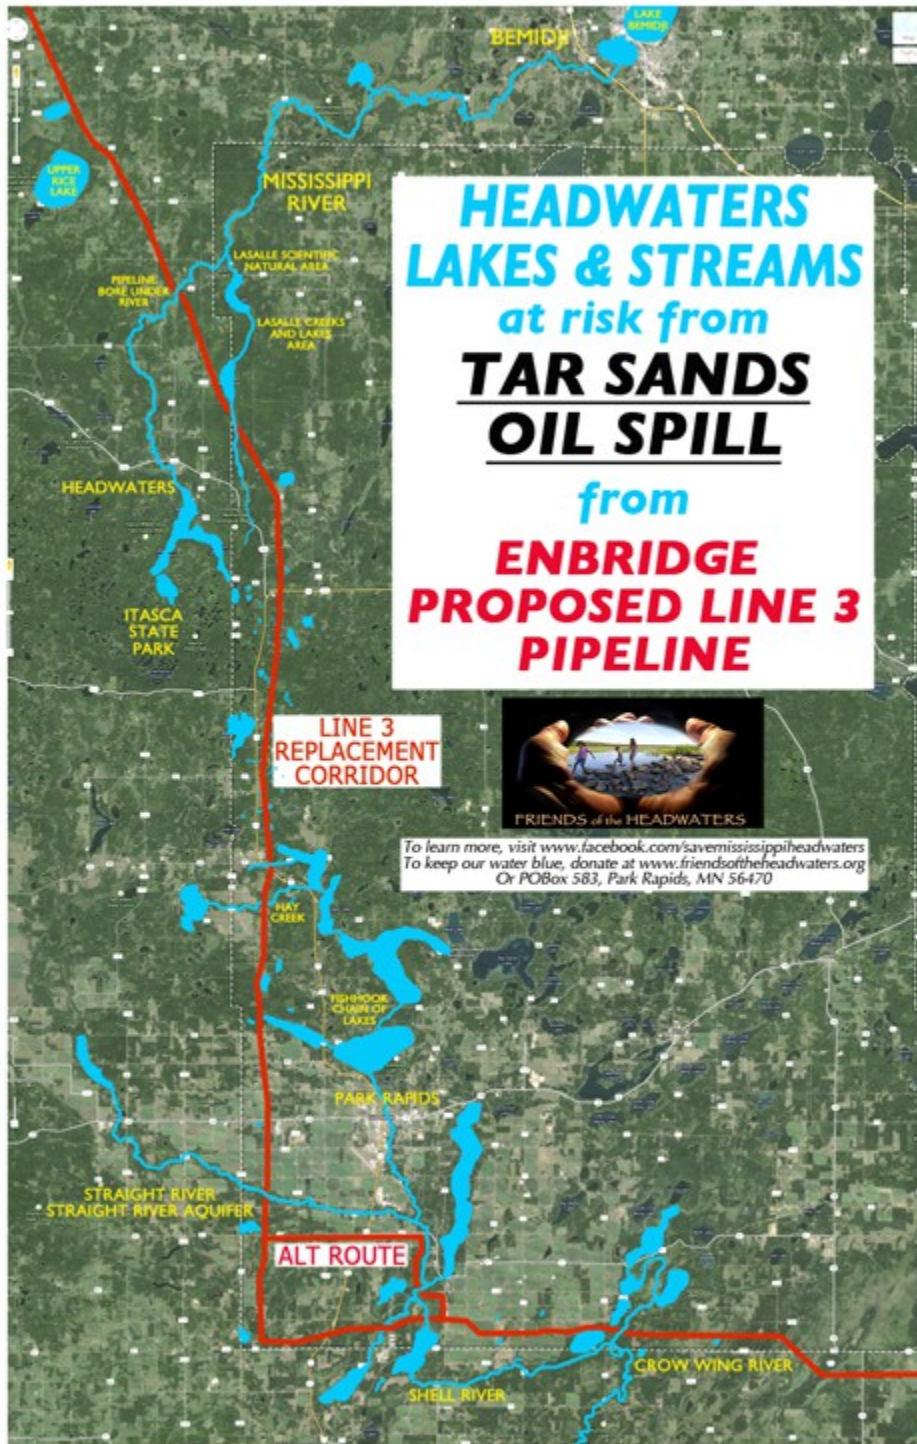 LAKE
BEMIDJI
BEMIDJI
UPPER
RICE
LAKE
MISSISSIPPI
RIVER
LASALLE SCIENTIFIC
NATURAL AREA
PIPELINE
BORE UNDER
RIVER
LASALLE CREEKS
AND LAKES
AREA
HEADWATERS
LAKES & STREAMS
at risk from
TAR SANDS
OIL SPILL
from
ENBRIDGE
PROPOSED LINE 3
PIPELINE
HEADWATERS
ITASCA
STATE
PARK
LINE 3
REPLACEMENT
CORRIDOR
FRIENDS of the HEADWATERS
To learn more, visit www.facebook.com/savemississippiheadwaters
To keep our water blue, donate at www.friendsoftheheadwaters.org
Or POBox 583, Park Rapids, MN 56470
HAY
CREEK
FISHHOOK
CHAIN OF
LAKES
PARK RAPIDS
STRAIGHT RIVER
STRAIGHT RIVER AQUIFER
ALT ROUTE
CROW WING RIVER
SHELL RIVER